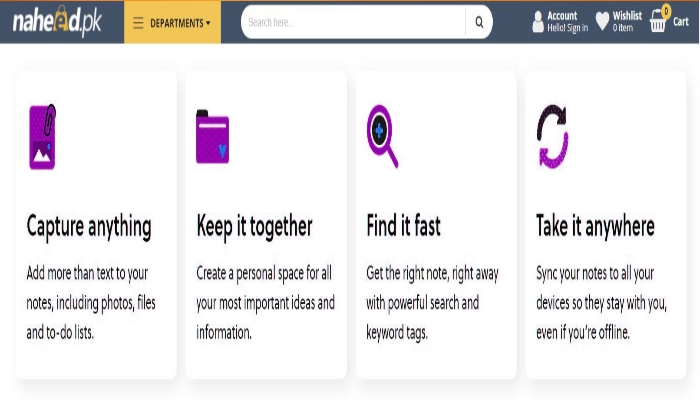 naheed.pk
DEPARTMENTS
Search here...
Account
Hello! Sign in
Wishlist
0 item
0
Cart
Capture anything
Add more than text to your
notes, including photos, files
and to-do lists.
Keep it together
Create a personal space for all
your most important ideas and
information.
Find it fast
Get the right note, right away
with powerful search and
keyword tags.
Take it anywhere
Sync your notes to all your
devices so they stay with you,
even if you're offline.